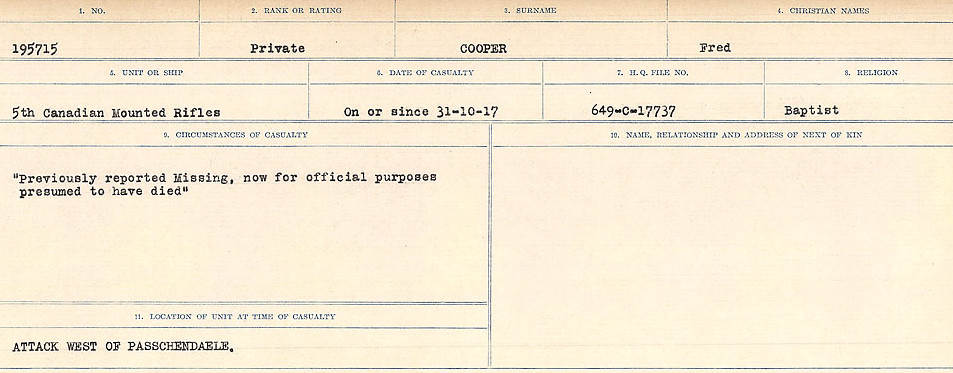 1. NO.
2. RANK OR RATING
3. SURNAME
4. CHRISTIAN NAMES
195715
Private
COOPER
Fred
5. UNIT OR SHIP
6. DATE OF CASUALTY
7. H.Q. FILE NO.
8. RELIGION
5th Canadian Mounted Rifles
On or since 31-10-17
649-C-17737
Baptist
9. CIRCUMSTANCES OF CASUALTY
"Previously reported Missing, now for official purposes
presumed to have died"
10. NAME, RELATIONSHIP AND ADDRESS OF NEXT OF KIN
11. LOCATION OF UNIT AT TIME OF CASUALTY
ATTACK WEST OF PASSCHENDAELE.